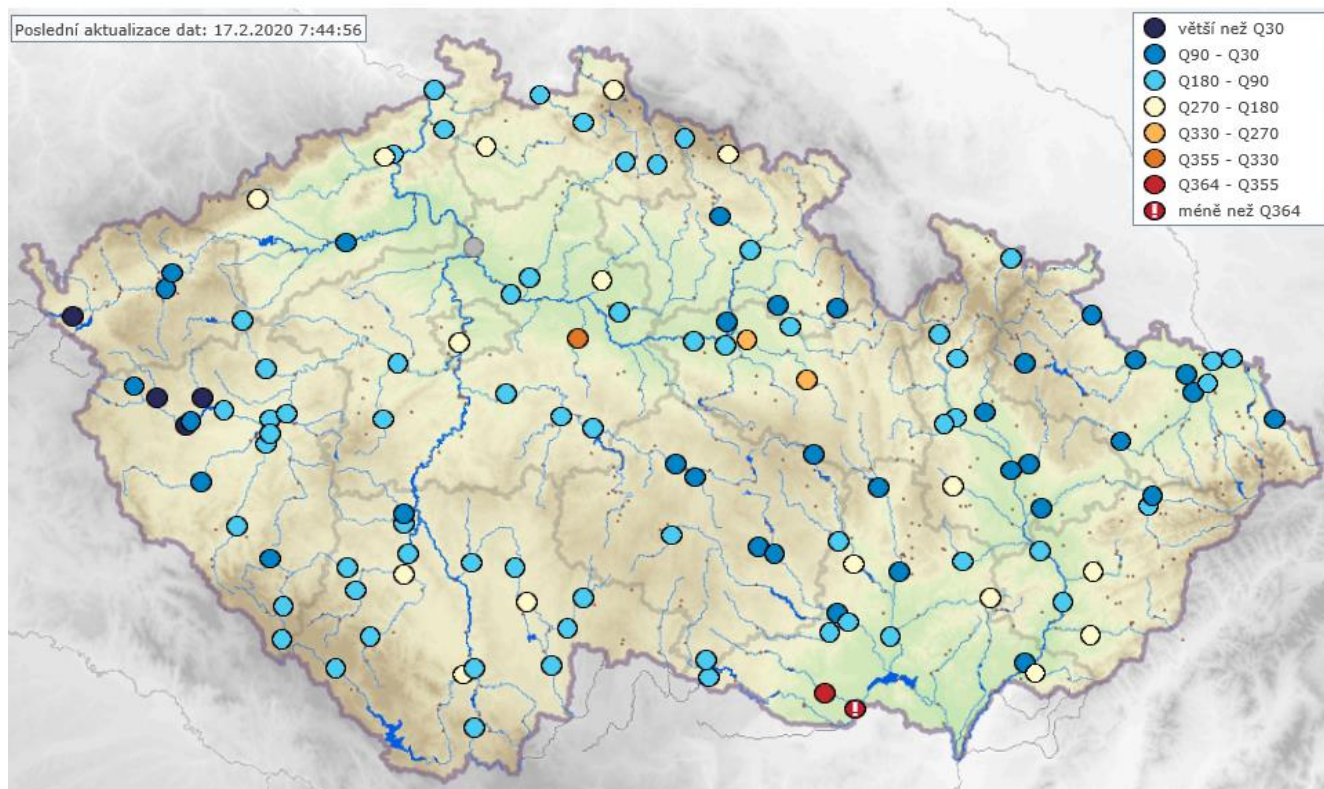 Poslední aktualizace dat: 17.2.2020 7:44:56
větší než Q30
Q90 - Q30
Q180 - Q90
Q270 - Q180
Q330 - Q270
Q355 - Q330
Q364 - Q355
! méně než Q364
!